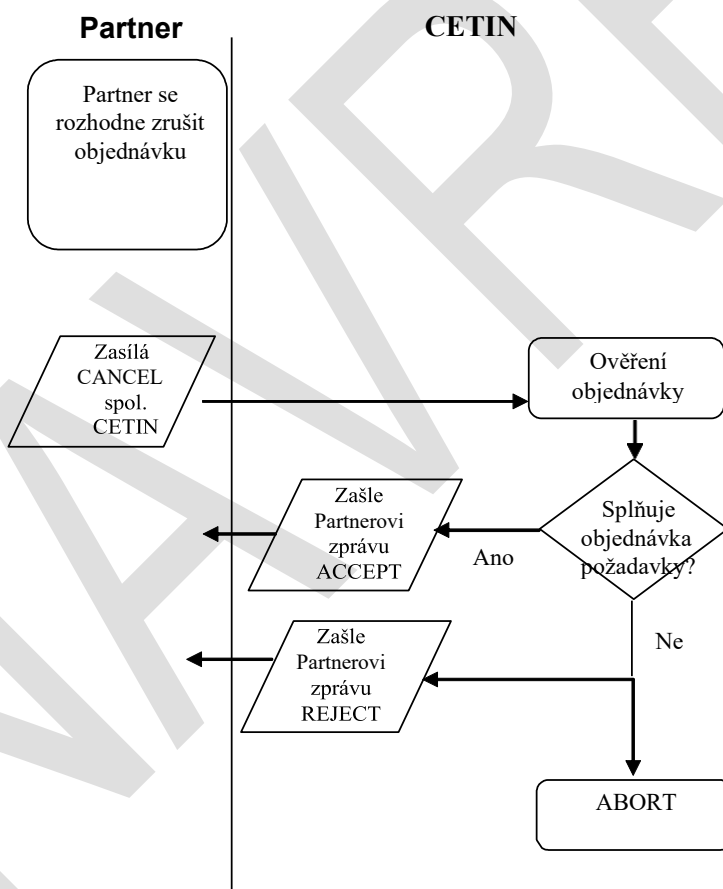 Partner
CETIN
Partner se
rozhodne zrušit
objednávku
Zasílá
CANCEL
spol.
CETIN
Ověření
objednávky
Splňuje
objednávka
požadavky?
Ano
Zašle
Partnerovi
zprávu
ACCEPT
Ne
Zašle
Partnerovi
zprávu
REJECT
ABORT